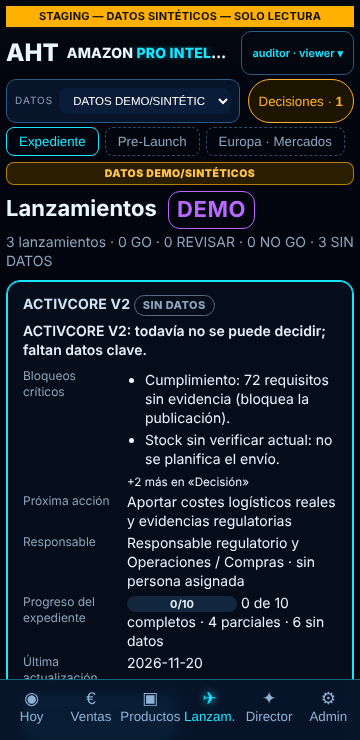 STAGING — DATOS SINTÉTICOS — SOLO LECTURA
AHT AMAZON PRO INTEL... auditor · viewer ▾
DATOS DATOS DEMO/SINTÉTIC Decisiones · 1
Expediente Pre-Launch Europa · Mercados
DATOS DEMO/SINTÉTICOS
Lanzamientos DEMO
3 lanzamientos · 0 GO · 0 REVISAR · 0 NO GO · 3 SIN
DATOS
ACTIVCORE V2 SIN DATOS
ACTIVCORE V2: todavía no se puede decidir;
faltan datos clave.
Bloqueos
críticos
• Cumplimiento: 72 requisitos
sin evidencia (bloquea la
publicación).
• Stock sin verificar actual: no
se planifica el envío.
+2 más en «Decisión»
Próxima acción Aportar costes logísticos reales
y evidencias regulatorias
Responsable Responsable regulatorio y
Operaciones / Compras · sin
persona asignada
Progreso del
expediente
0/10 0 de 10
completos · 4 parciales · 6 sin
datos
Última
actualización
2026-11-20
Hoy Ventas Productos Lanzam. Director Admin